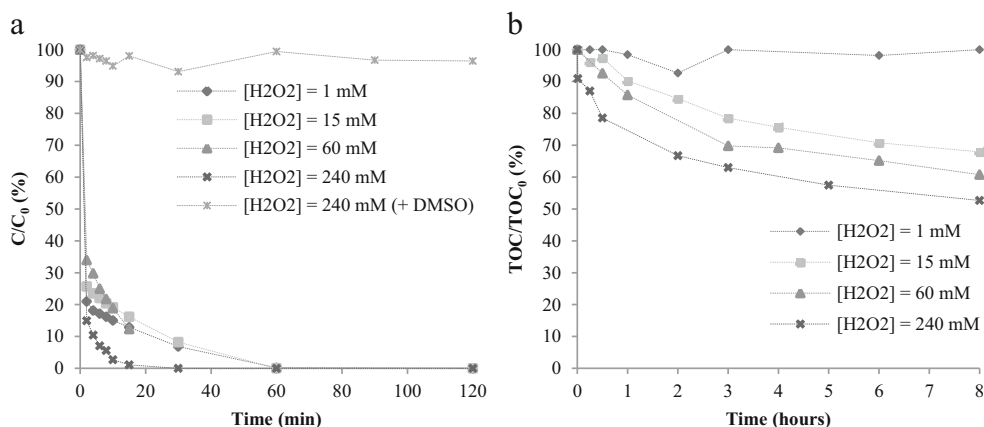 a
C/C0 (%)
100
90
80
70
60
50
40
30
20
10
0
[H2O2] = 1 mM
[H2O2] = 15 mM
[H2O2] = 60 mM
[H2O2] = 240 mM
[H2O2] = 240 mM (+ DMSO)
0 20 40 60 80 100 120
Time (min)
b
TOC/TOC0 (%)
100
90
80
70
60
50
40
30
20
10
0
[H2O2] = 1 mM
[H2O2] = 15 mM
[H2O2] = 60 mM
[H2O2] = 240 mM
0 1 2 3 4 5 6 7 8
Time (hours)